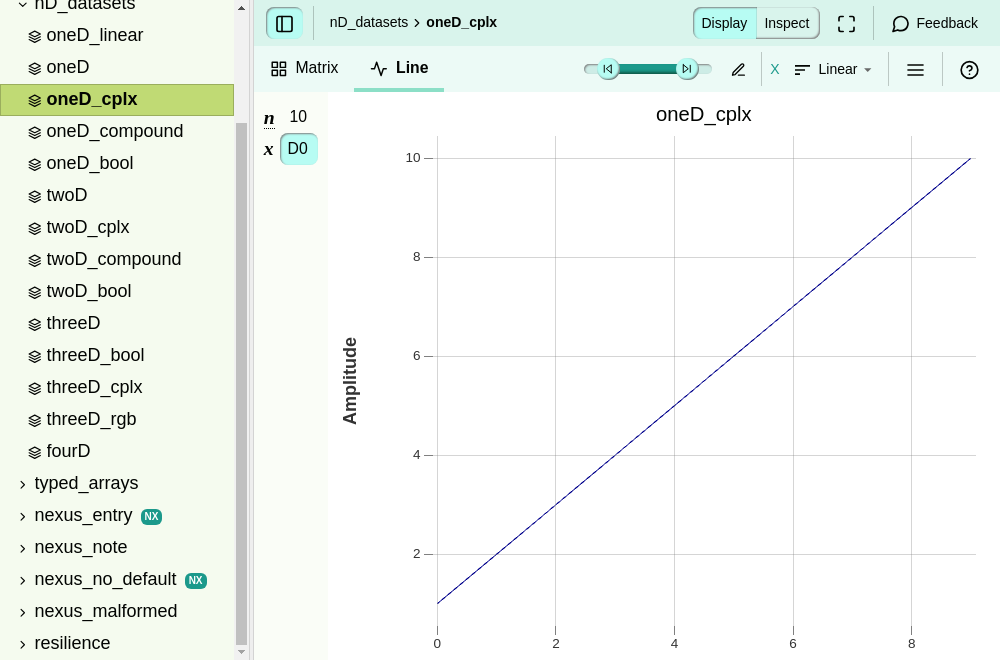 nD_datasets
oneD_linear
oneD
oneD_cplx
oneD_compound
oneD_bool
twoD
twoD_cplx
twoD_compound
twoD_bool
threeD
threeD_bool
threeD_cplx
threeD_rgb
fourD
typed_arrays
nexus_entry NX
nexus_note
nexus_no_default NX
nexus_malformed
resilience
nD_datasets › oneD_cplx
Display Inspect Feedback
Matrix Line X Linear
n 10
x D0
oneD_cplx
Amplitude
10
8
6
4
2
0 2 4 6 8